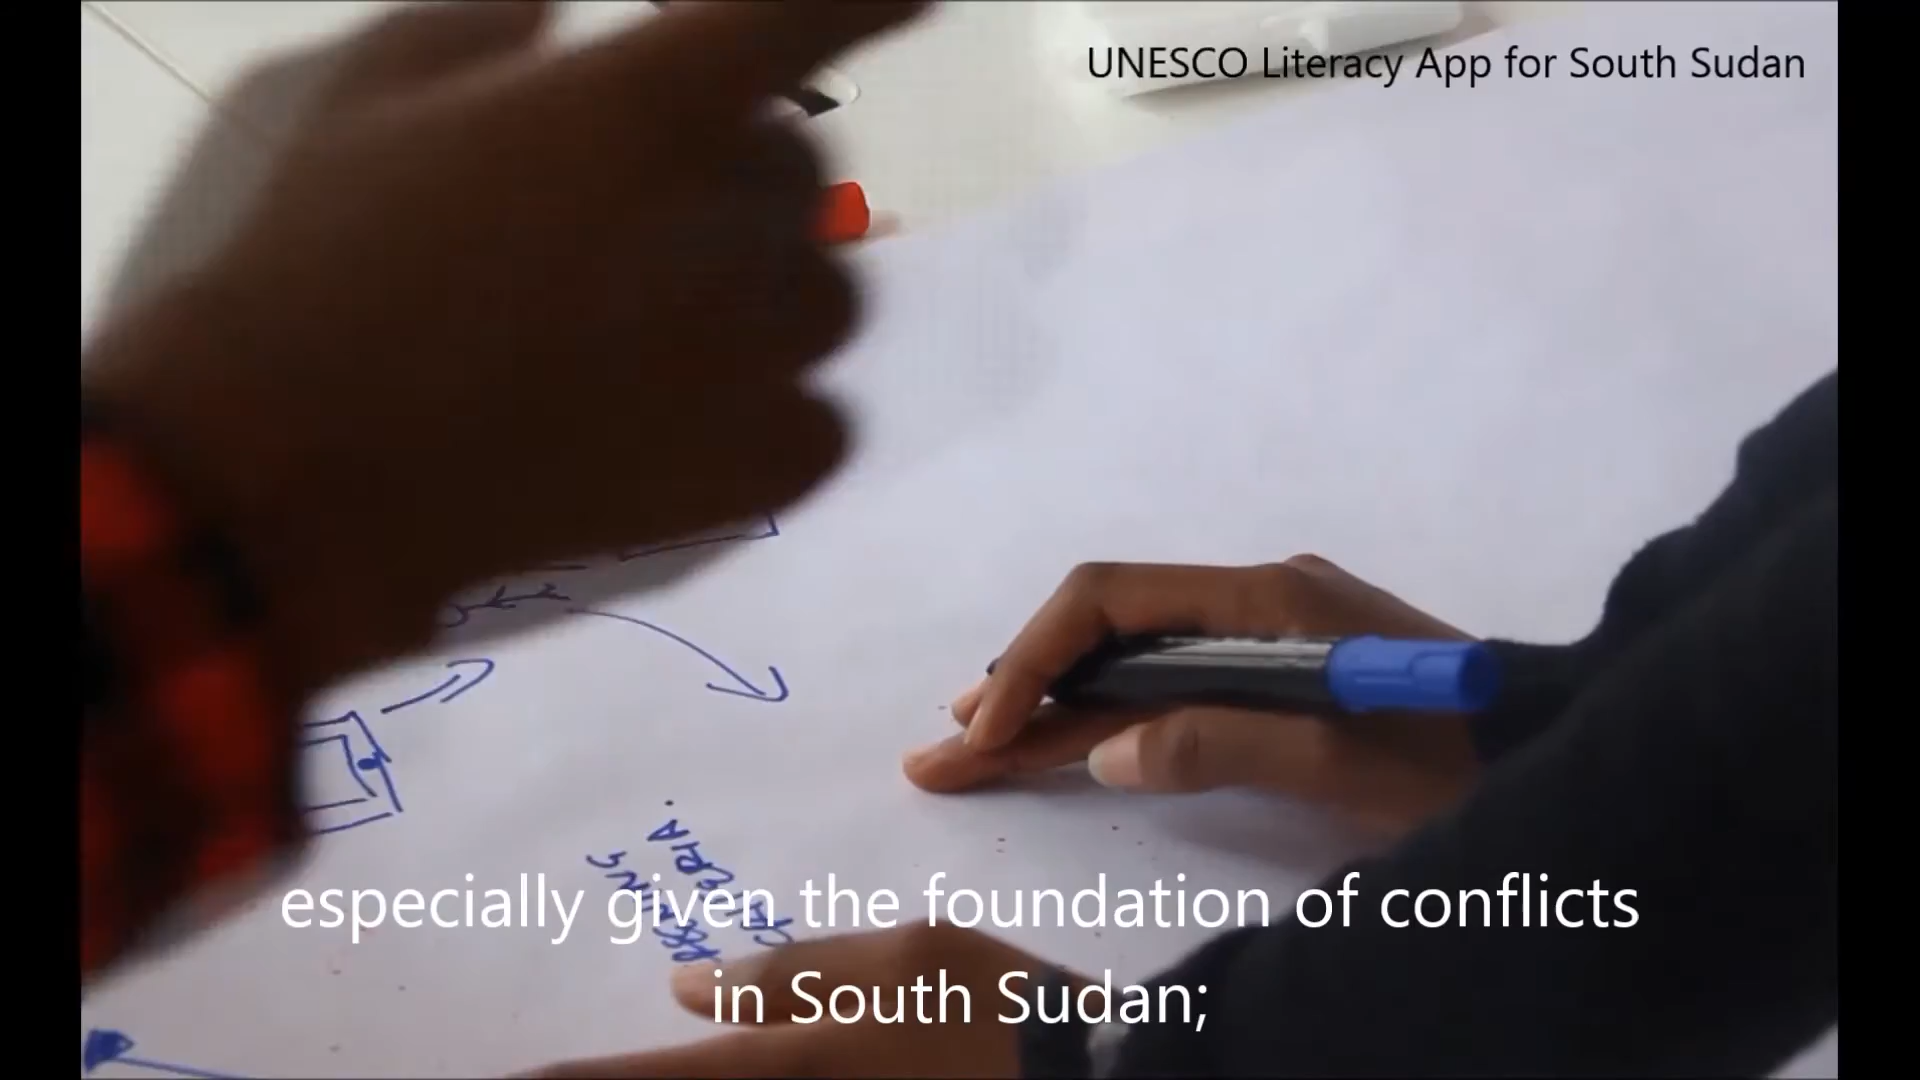 UNESCO Literacy App for South Sudan
especially given the foundation of conflicts
in South Sudan;